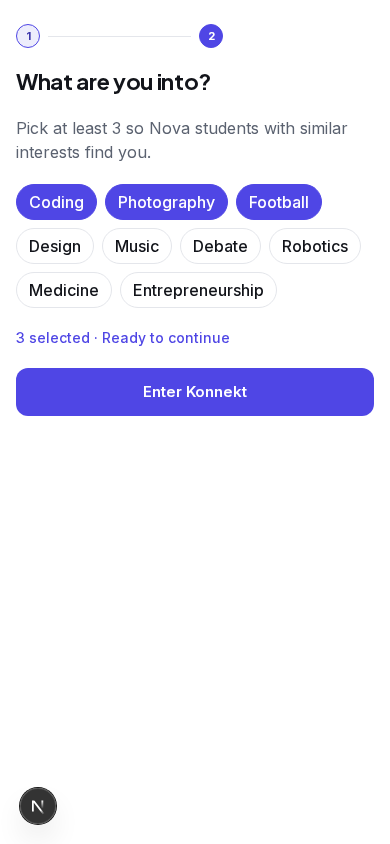 1 2
What are you into?
Pick at least 3 so Nova students with similar
interests find you.
Coding Photography Football
Design Music Debate Robotics
Medicine Entrepreneurship
3 selected · Ready to continue
Enter Konnekt
N